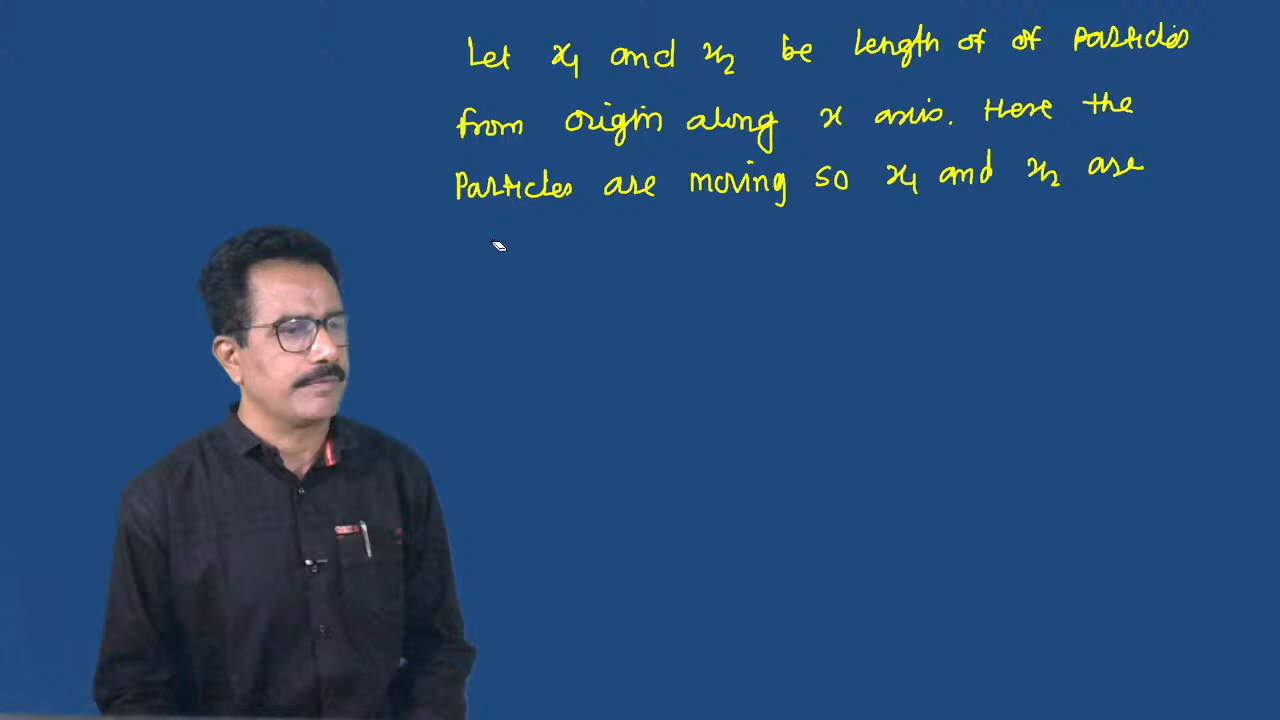 Let x1 and x2 be length of of particles
from origin along x axis. Here the
particles are moving so x1 and x2 are